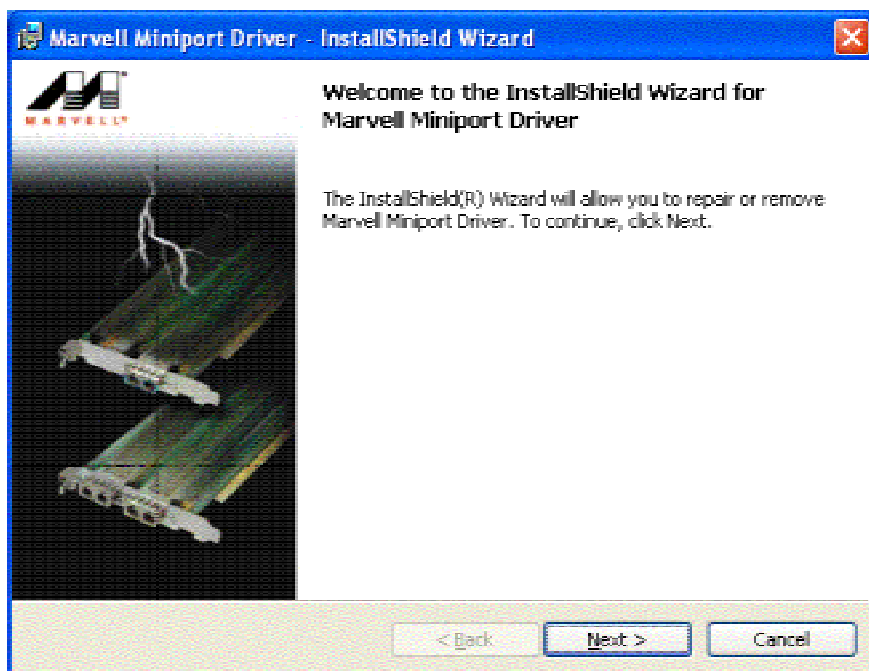 Marvell Miniport Driver - InstallShield Wizard
MARVELL®
Welcome to the InstallShield Wizard for
Marvell Miniport Driver
The InstallShield(R) Wizard will allow you to repair or remove
Marvell Miniport Driver. To continue, click Next.
< Back
Next >
Cancel